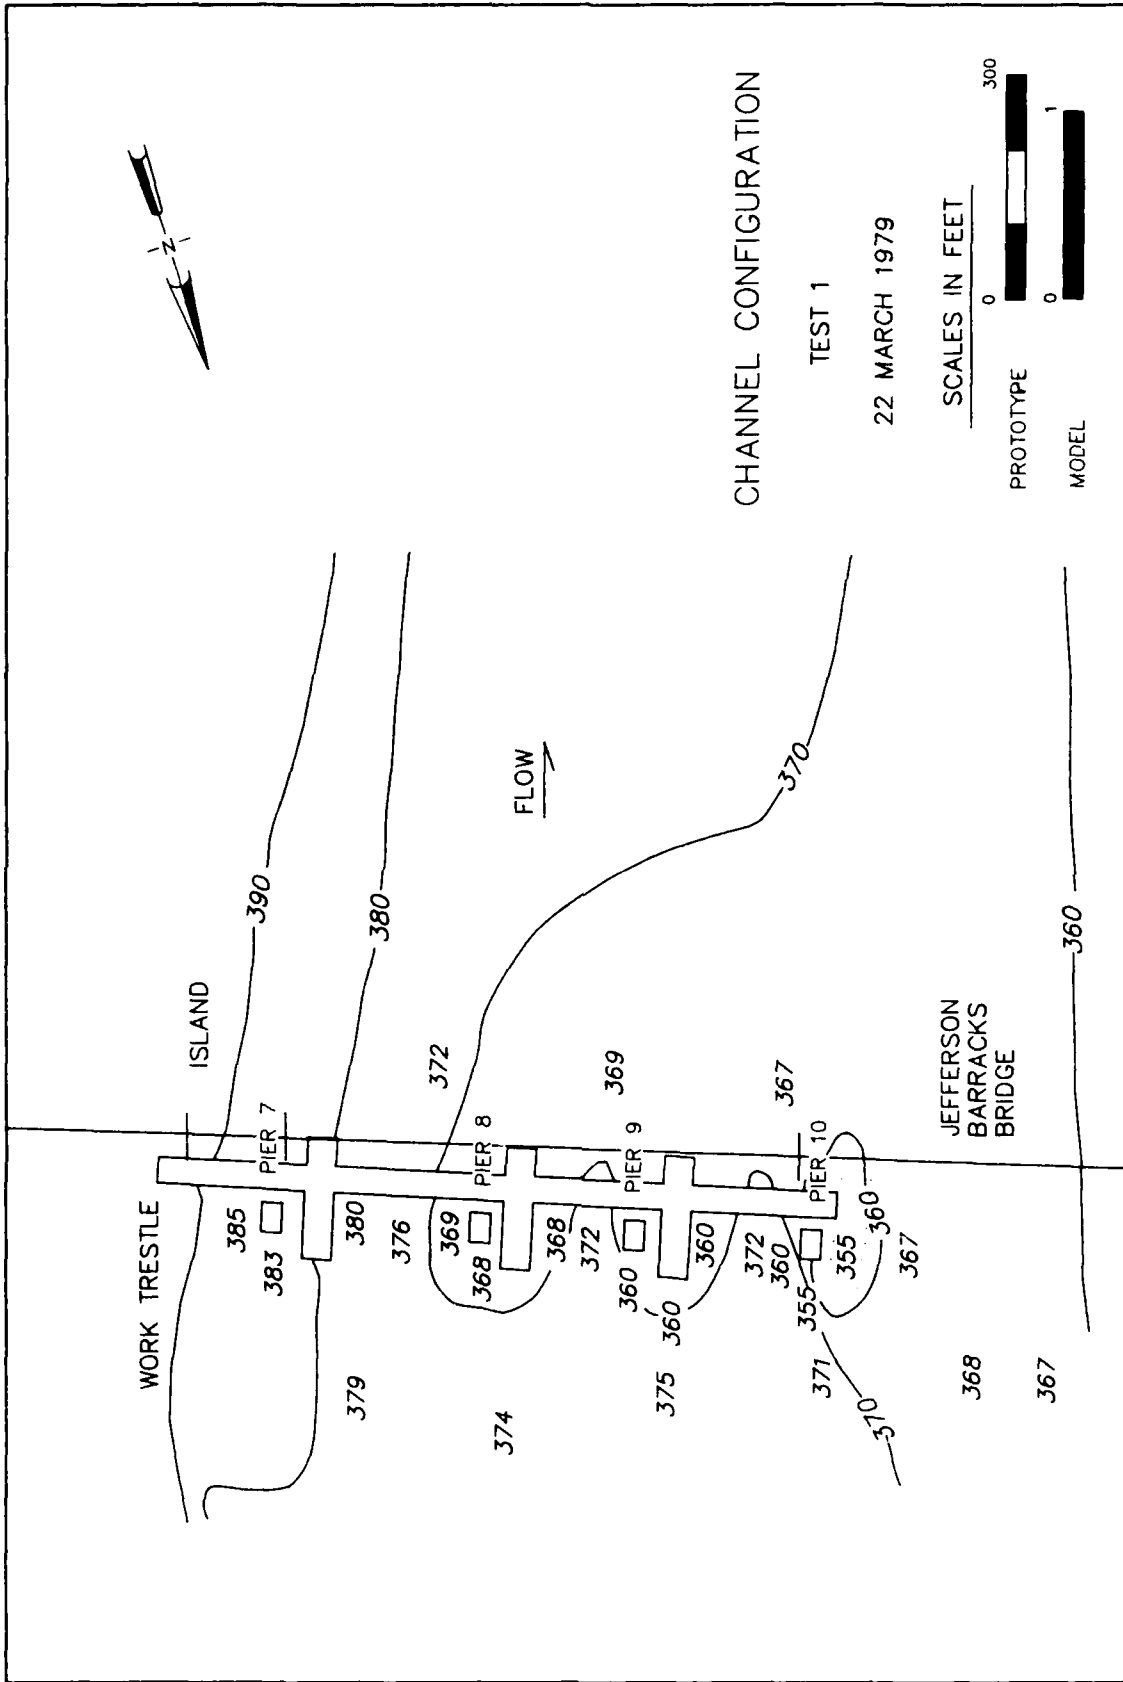 WORK TRESTLE
ISLAND
390
380
370
FLOW
PIER 7
385
383
380
376
369
368
PIER 8
372
368
372
360
PIER 9
369
360
360
372
360
367
PIER 10
355
355
360
367
379
374
375
371
370
368
367
JEFFERSON
BARRACKS
BRIDGE
360
N
CHANNEL CONFIGURATION
TEST 1
22 MARCH 1979
SCALES IN FEET
PROTOTYPE 0 300
MODEL 0 1